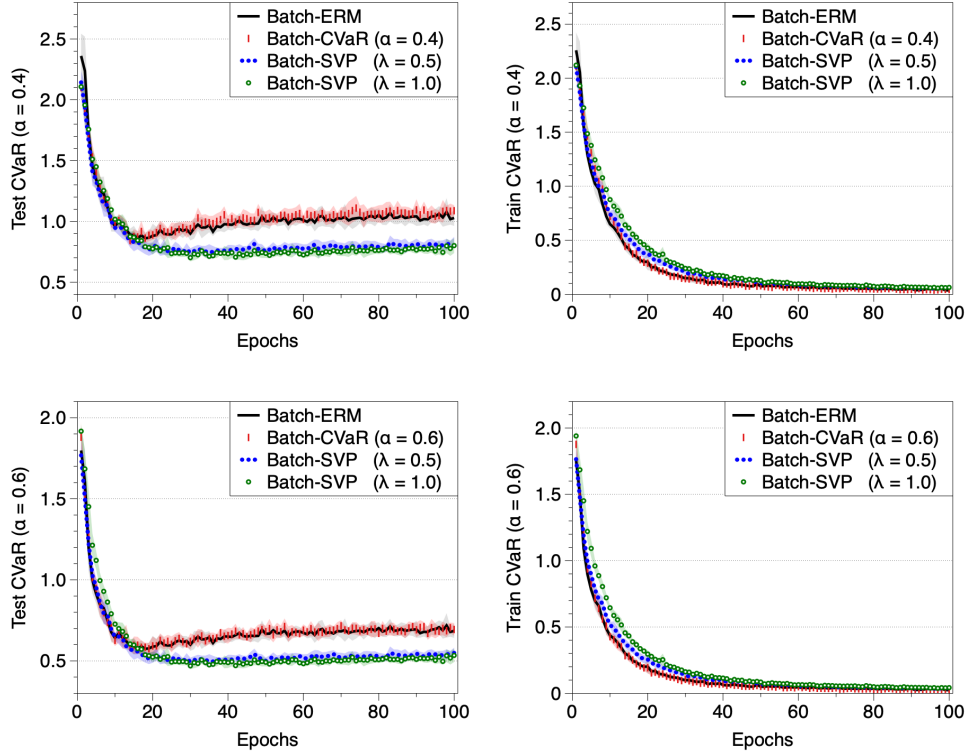 Batch-ERM
Batch-CVaR (α = 0.4)
Batch-SVP (λ = 0.5)
Batch-SVP (λ = 1.0)
2.5
2.0
1.5
1.0
0.5
Test CVaR (α = 0.4)
0 20 40 60 80 100
Epochs
Batch-ERM
Batch-CVaR (α = 0.4)
Batch-SVP (λ = 0.5)
Batch-SVP (λ = 1.0)
2.5
2.0
1.5
1.0
0.5
0
Train CVaR (α = 0.4)
0 20 40 60 80 100
Epochs
Batch-ERM
Batch-CVaR (α = 0.6)
Batch-SVP (λ = 0.5)
Batch-SVP (λ = 1.0)
2.0
1.5
1.0
0.5
Test CVaR (α = 0.6)
0 20 40 60 80 100
Epochs
Batch-ERM
Batch-CVaR (α = 0.6)
Batch-SVP (λ = 0.5)
Batch-SVP (λ = 1.0)
2.0
1.5
1.0
0.5
0
Train CVaR (α = 0.6)
0 20 40 60 80 100
Epochs